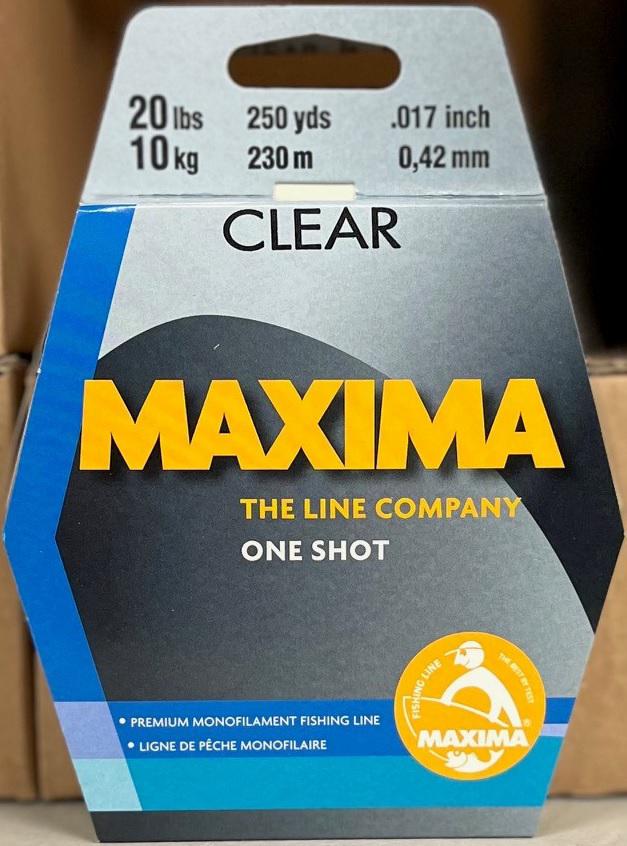 20 lbs 250 yds .017 inch
10 kg 230 m 0,42 mm
CLEAR
MAXIMA
THE LINE COMPANY
ONE SHOT
• PREMIUM MONOFILAMENT FISHING LINE
• LIGNE DE PÊCHE MONOFILAIRE
FISHING LINE
THE BEST BY TEST
MAXIMA®